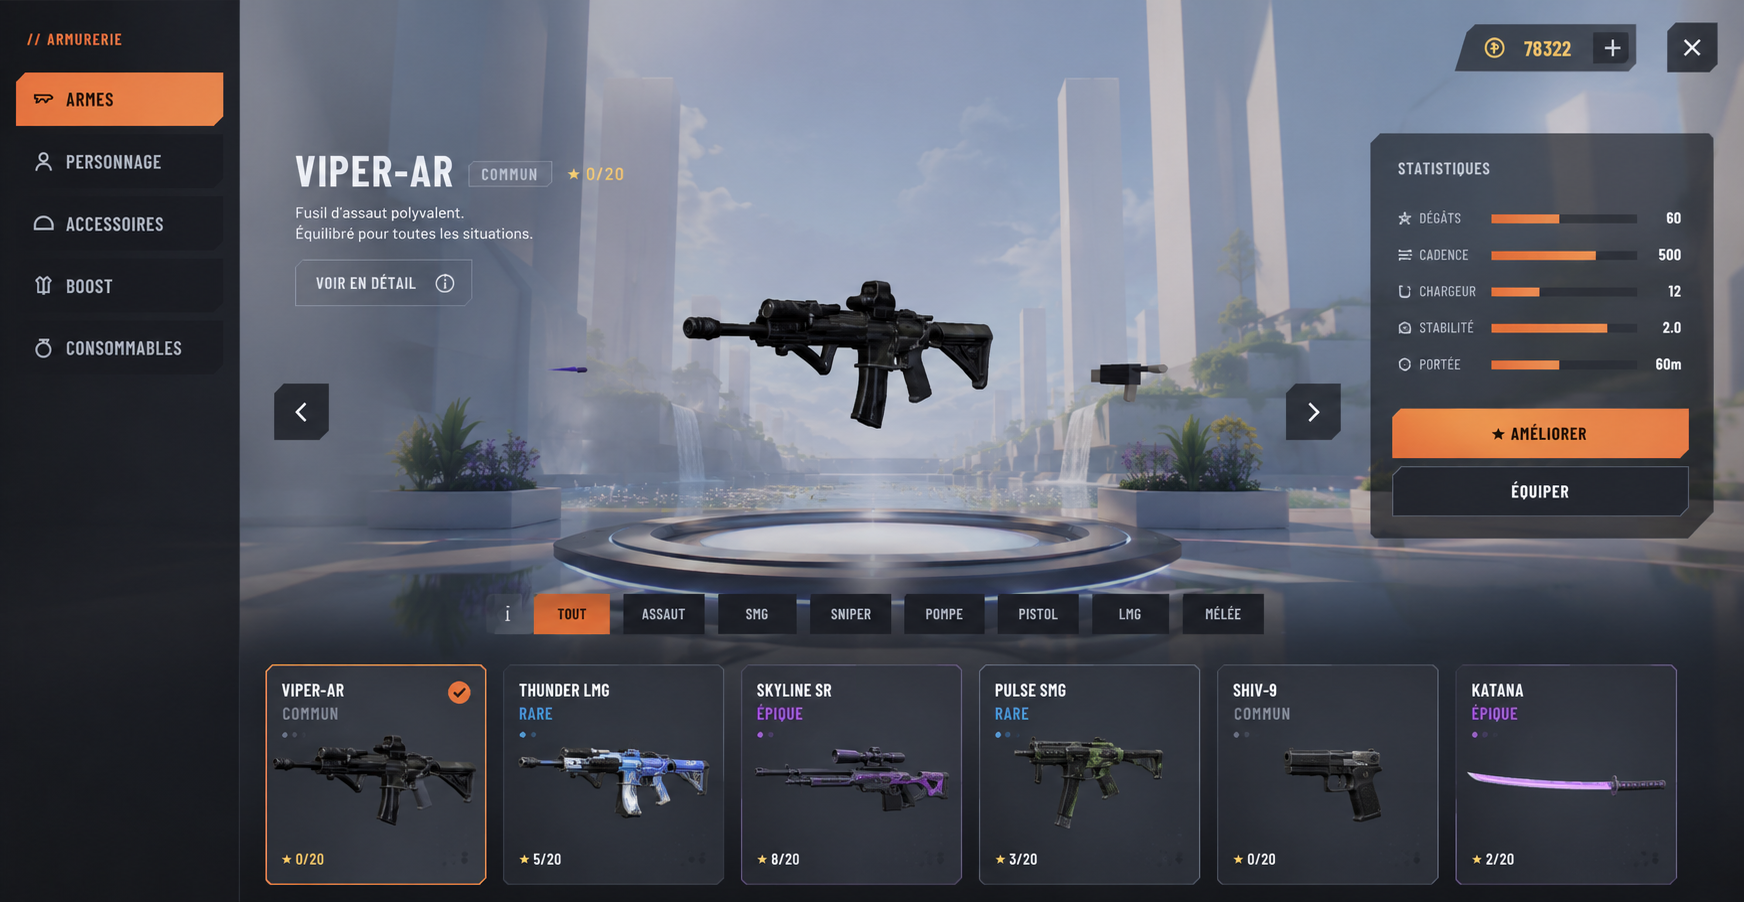 // ARMURERIE
ARMES
PERSONNAGE
ACCESSOIRES
BOOST
CONSOMMABLES
78322
VIPER-AR
COMMUN
★ 0/20
Fusil d'assaut polyvalent.
Équilibré pour toutes les situations.
VOIR EN DÉTAIL
STATISTIQUES
DÉGÂTS 60
CADENCE 500
CHARGEUR 12
STABILITÉ 2.0
PORTÉE 60m
★ AMÉLIORER
ÉQUIPER
i
TOUT
ASSAUT
SMG
SNIPER
POMPE
PISTOL
LMG
MÊLÉE
VIPER-AR
COMMUN
★ 0/20
THUNDER LMG
RARE
★ 5/20
SKYLINE SR
ÉPIQUE
★ 8/20
PULSE SMG
RARE
★ 3/20
SHIV-9
COMMUN
★ 0/20
KATANA
ÉPIQUE
★ 2/20